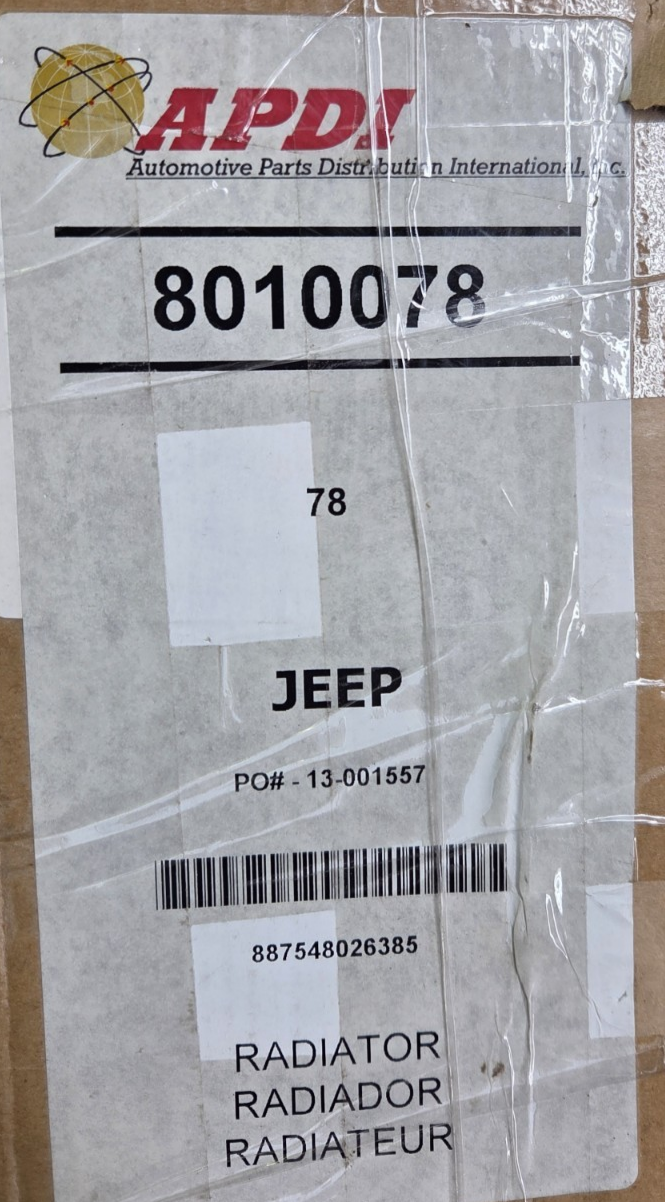 APDI
Automotive Parts Distribution International, Inc.
8010078
78
JEEP
PO# - 13-001557
887548026385
RADIATOR
RADIADOR
RADIATEUR